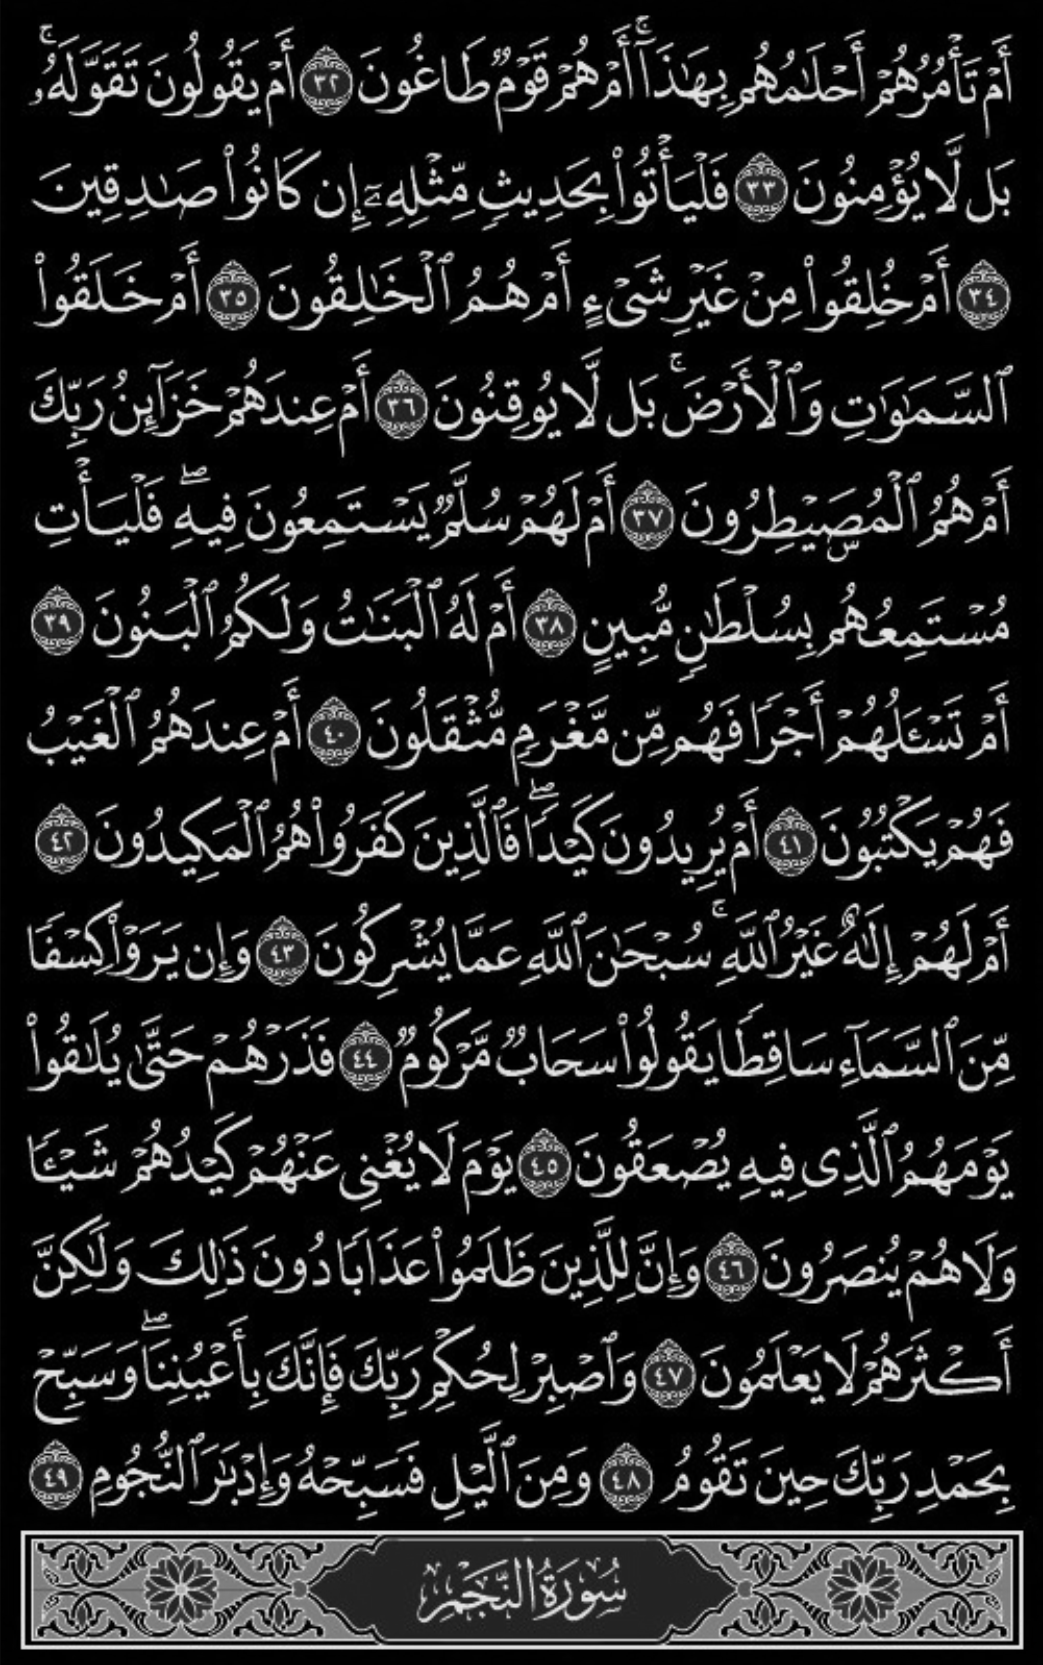 أَمْ تَأْمُرُهُمْ أَحْلَـٰمُهُم بِهَـٰذَآ ۚ أَمْ هُمْ قَوْمٌ طَاغُونَ ٣٢ أَمْ يَقُولُونَ تَقَوَّلَهُۥ ۚ
بَل لَّا يُؤْمِنُونَ ٣٣ فَلْيَأْتُوا۟ بِحَدِيثٍ مِّثْلِهِۦٓ إِن كَانُوا۟ صَـٰدِقِينَ
٣٤ أَمْ خُلِقُوا۟ مِنْ غَيْرِ شَىْءٍ أَمْ هُمُ ٱلْخَـٰلِقُونَ ٣٥ أَمْ خَلَقُوا۟
ٱلسَّمَـٰوَٰتِ وَٱلْأَرْضَ ۚ بَل لَّا يُوقِنُونَ ٣٦ أَمْ عِندَهُمْ خَزَآئِنُ رَبِّكَ
أَمْ هُمُ ٱلْمُصَۣيْطِرُونَ ٣٧ أَمْ لَهُمْ سُلَّمٌ يَسْتَمِعُونَ فِيهِ ۖ فَلْيَأْتِ
مُسْتَمِعُهُم بِسُلْطَـٰنٍ مُّبِينٍ ٣٨ أَمْ لَهُ ٱلْبَنَـٰتُ وَلَكُمُ ٱلْبَنُونَ ٣٩
أَمْ تَسْـَٔلُهُمْ أَجْرًا فَهُم مِّن مَّغْرَمٍ مُّثْقَلُونَ ٤٠ أَمْ عِندَهُمُ ٱلْغَيْبُ
فَهُمْ يَكْتُبُونَ ٤١ أَمْ يُرِيدُونَ كَيْدًا ۖ فَٱلَّذِينَ كَفَرُوا۟ هُمُ ٱلْمَكِيدُونَ ٤٢
أَمْ لَهُمْ إِلَـٰهٌ غَيْرُ ٱللَّهِ ۚ سُبْحَـٰنَ ٱللَّهِ عَمَّا يُشْرِكُونَ ٤٣ وَإِن يَرَوْا۟ كِسْفًا
مِّنَ ٱلسَّمَآءِ سَاقِطًا يَقُولُوا۟ سَحَابٌ مَّرْكُومٌ ٤٤ فَذَرْهُمْ حَتَّىٰ يُلَـٰقُوا۟
يَوْمَهُمُ ٱلَّذِى فِيهِ يُصْعَقُونَ ٤٥ يَوْمَ لَا يُغْنِى عَنْهُمْ كَيْدُهُمْ شَيْـًٔا
وَلَا هُمْ يُنصَرُونَ ٤٦ وَإِنَّ لِلَّذِينَ ظَلَمُوا۟ عَذَابًا دُونَ ذَٰلِكَ وَلَـٰكِنَّ
أَكْثَرَهُمْ لَا يَعْلَمُونَ ٤٧ وَٱصْبِرْ لِحُكْمِ رَبِّكَ فَإِنَّكَ بِأَعْيُنِنَا ۖ وَسَبِّحْ
بِحَمْدِ رَبِّكَ حِينَ تَقُومُ ٤٨ وَمِنَ ٱلَّيْلِ فَسَبِّحْهُ وَإِدْبَـٰرَ ٱلنُّجُومِ ٤٩
سُورَةُ النَّجْمِ